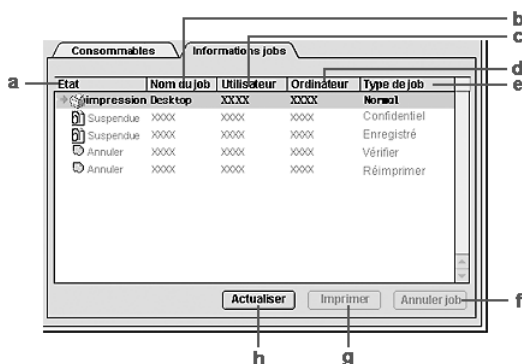 b
c
Consommables Informations jobs
d
a Etat Nom du job Utilisateur Ordinateur Type de job e
impression Desktop XXXX XXXX Normal
Suspendue XXXX XXXX XXXX Confidentiel
Suspendue XXXX XXXX XXXX Enregistré
Annuler XXXX XXXX XXXX Vérifier
Annuler XXXX XXXX XXXX Réimprimer
Actualiser Imprimer Annuler job f
h g